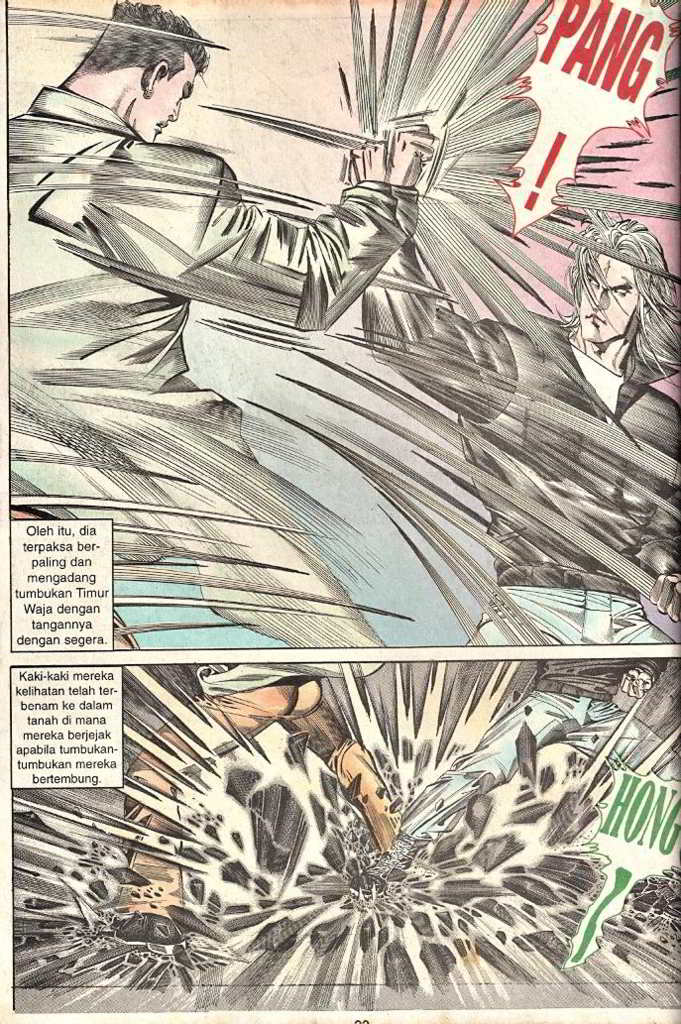 PANG
!
Oleh itu, dia
terpaksa ber-
paling dan
mengadang
tumbukan Timur
Waja dengan
tangannya
dengan segera.
Kaki-kaki mereka
kelihatan telah ter-
benam ke dalam
tanah di mana
mereka berjejak
apabila tumbukan-
tumbukan mereka
bertembung.
HONG
!